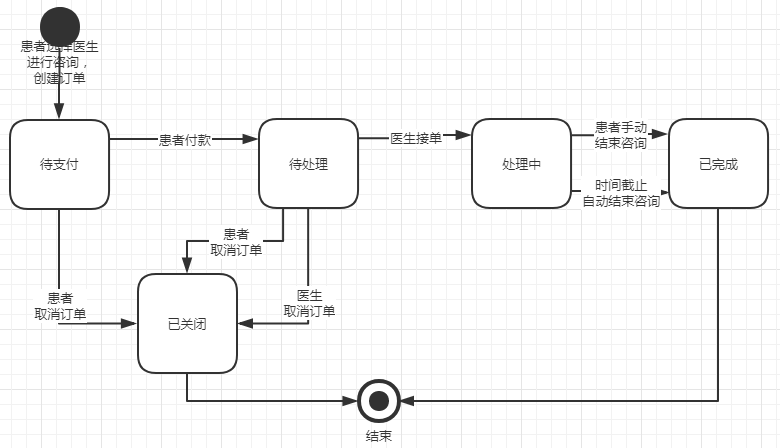 患者选择医生
进行咨询，
创建订单
待支付
患者付款
待处理
医生接单
处理中
患者手动
结束咨询
时间截止
自动结束咨询
已完成
患者
取消订单
患者
取消订单
医生
取消订单
已关闭
结束